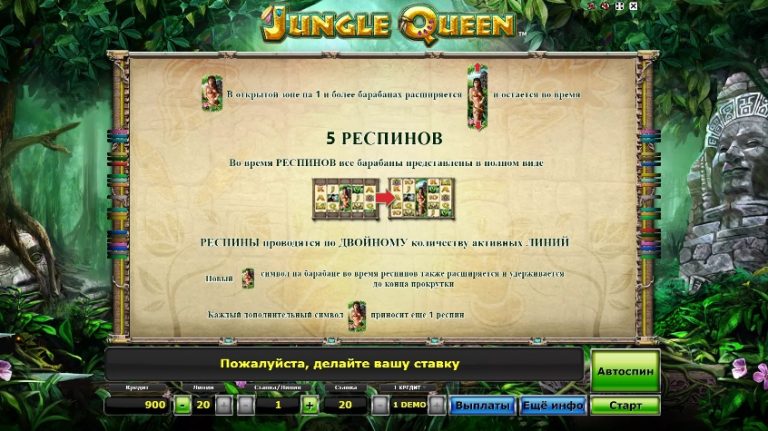 JUNGLE QUEEN™
В открытой зоне на 1 и более барабанах расширяется и остается во время
5 РЕСПИНОВ
Во время РЕСПИНОВ все барабаны представлены в полном виде
РЕСПИНЫ проводятся по ДВОЙНОМУ количеству активных ЛИНИЙ
Новый символ на барабане во время респинов также расширяется и удерживается
до конца прокрутки
Каждый дополнительный символ приносит ещё 1 респин
Пожалуйста, делайте вашу ставку
Автоспин
Кредит Линии Ставка/Линия Ставка 1 КРЕДИТ
900 - 20 + - 1 + 20 - 1 DEMO + Выплаты Ещё инфо Старт